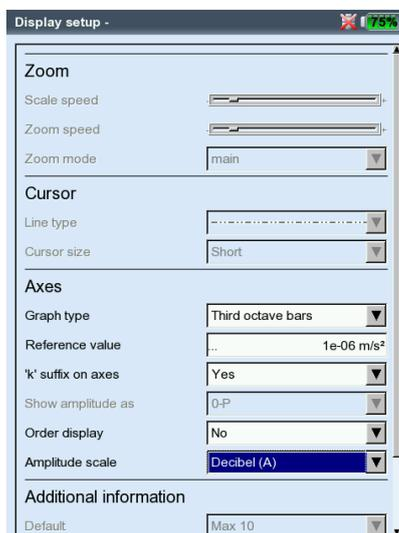 Display setup - 75%
Zoom
Scale speed - +
Zoom speed - +
Zoom mode main
Cursor
Line type
Cursor size Short
Axes
Graph type Third octave bars
Reference value ... 1e-06 m/s²
'k' suffix on axes Yes
Show amplitude as 0-P
Order display No
Amplitude scale Decibel (A)
Additional information
Default Max 10